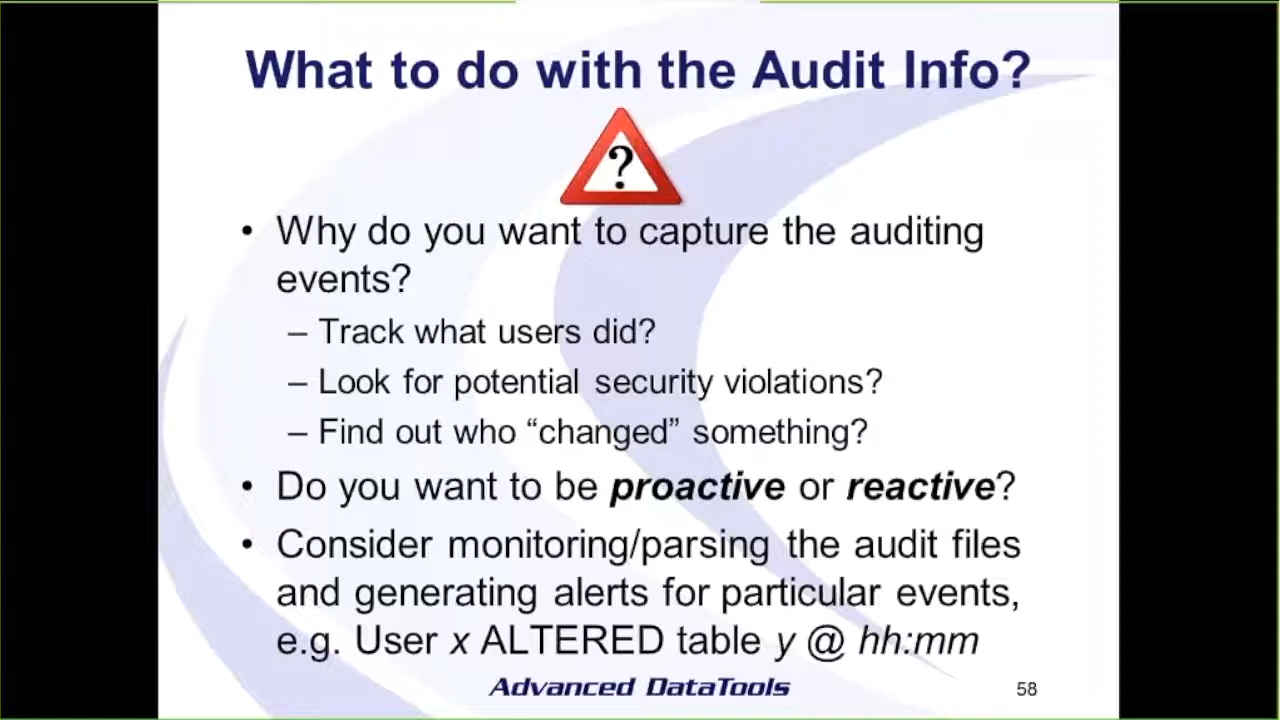 What to do with the Audit Info?
?
• Why do you want to capture the auditing
events?
– Track what users did?
– Look for potential security violations?
– Find out who “changed” something?
• Do you want to be proactive or reactive?
• Consider monitoring/parsing the audit files
and generating alerts for particular events,
e.g. User x ALTERED table y @ hh:mm
Advanced DataTools
58